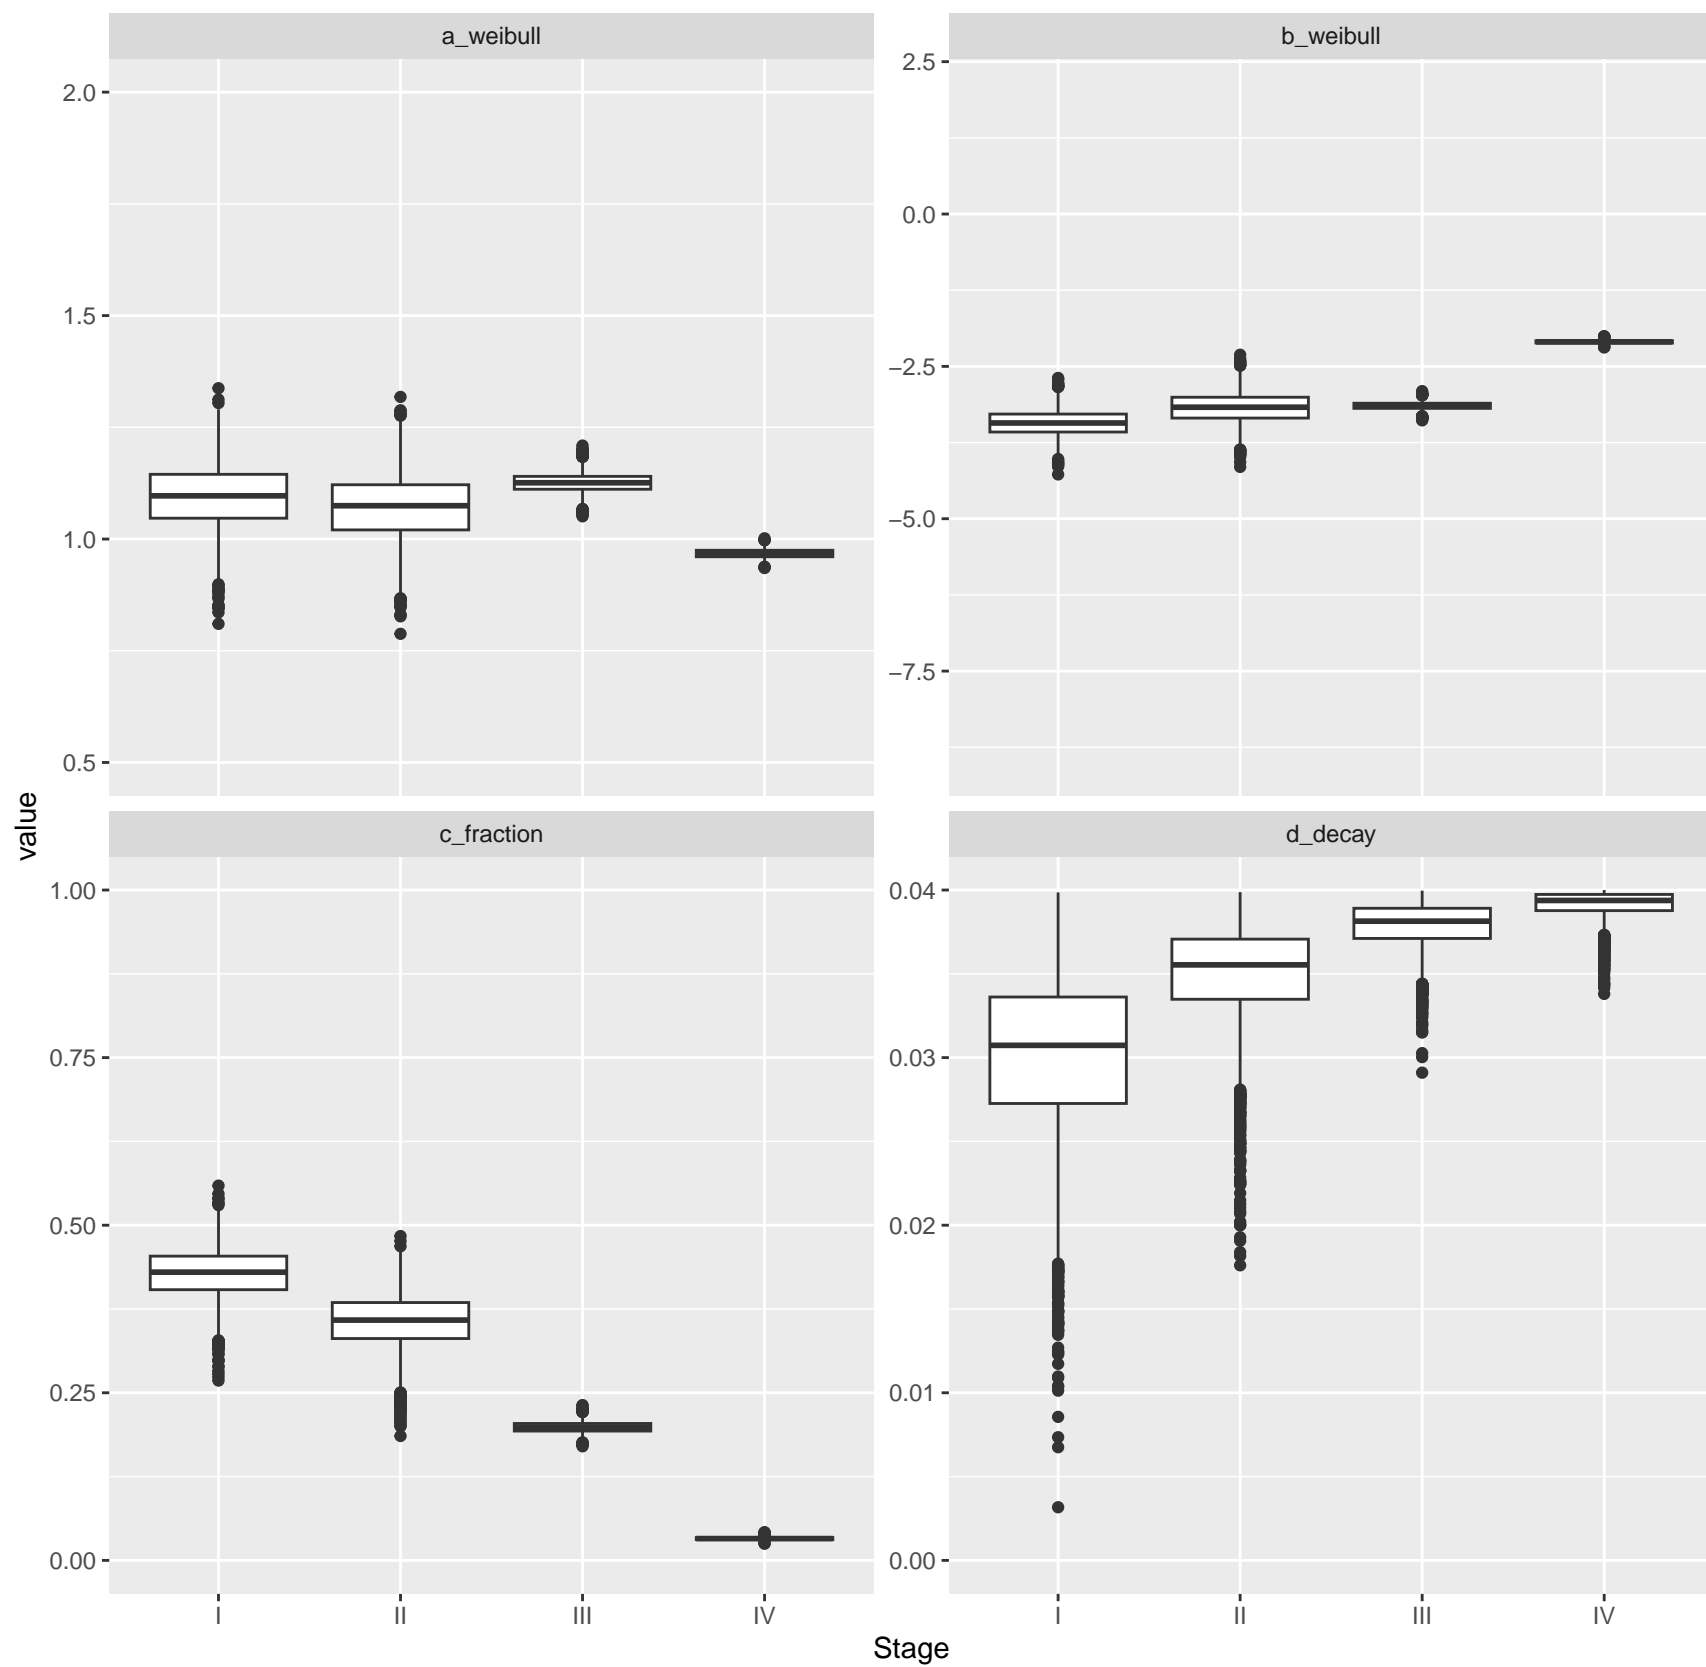 a_weibull
b_weibull
2.0
1.5
1.0
0.5
2.5
0.0
−2.5
−5.0
−7.5
value
c_fraction
d_decay
1.00
0.75
0.50
0.25
0.00
0.04
0.03
0.02
0.01
0.00
I II III IV
I II III IV
Stage